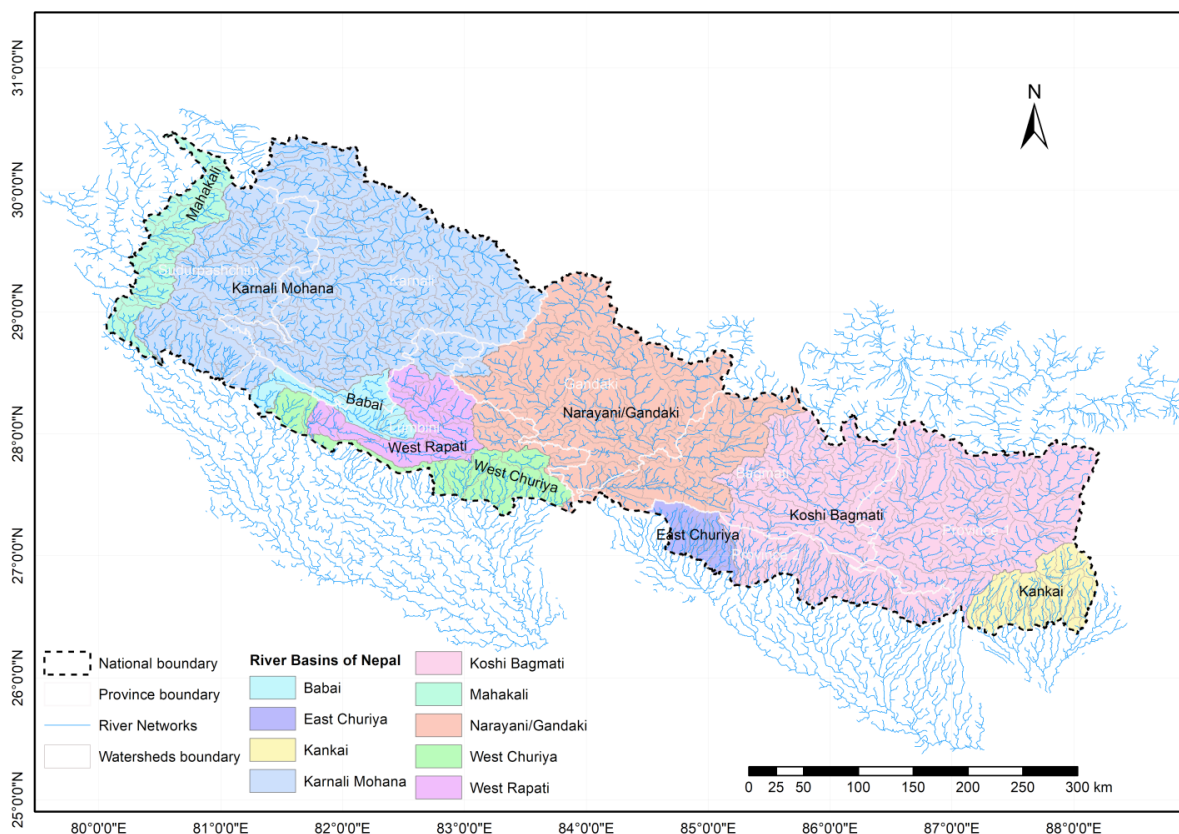 31°0'0"N
30°0'0"N
29°0'0"N
28°0'0"N
27°0'0"N
26°0'0"N
25°0'0"N
N
Mahakali
Sudurpashchim
Karnali
Karnali Mohana
Gandaki
Narayani/Gandaki
Babai
Lumbini
West Rapati
West Churiya
Bagmati
Koshi Bagmati
East Churiya
Kankai
National boundary
Province boundary
River Networks
Watersheds boundary
River Basins of Nepal
Babai
East Churiya
Kankai
Karnali Mohana
Koshi Bagmati
Mahakali
Narayani/Gandaki
West Churiya
West Rapati
0 25 50 100 150 200 250 300 km
80°0'0"E 81°0'0"E 82°0'0"E 83°0'0"E 84°0'0"E 85°0'0"E 86°0'0"E 87°0'0"E 88°0'0"E